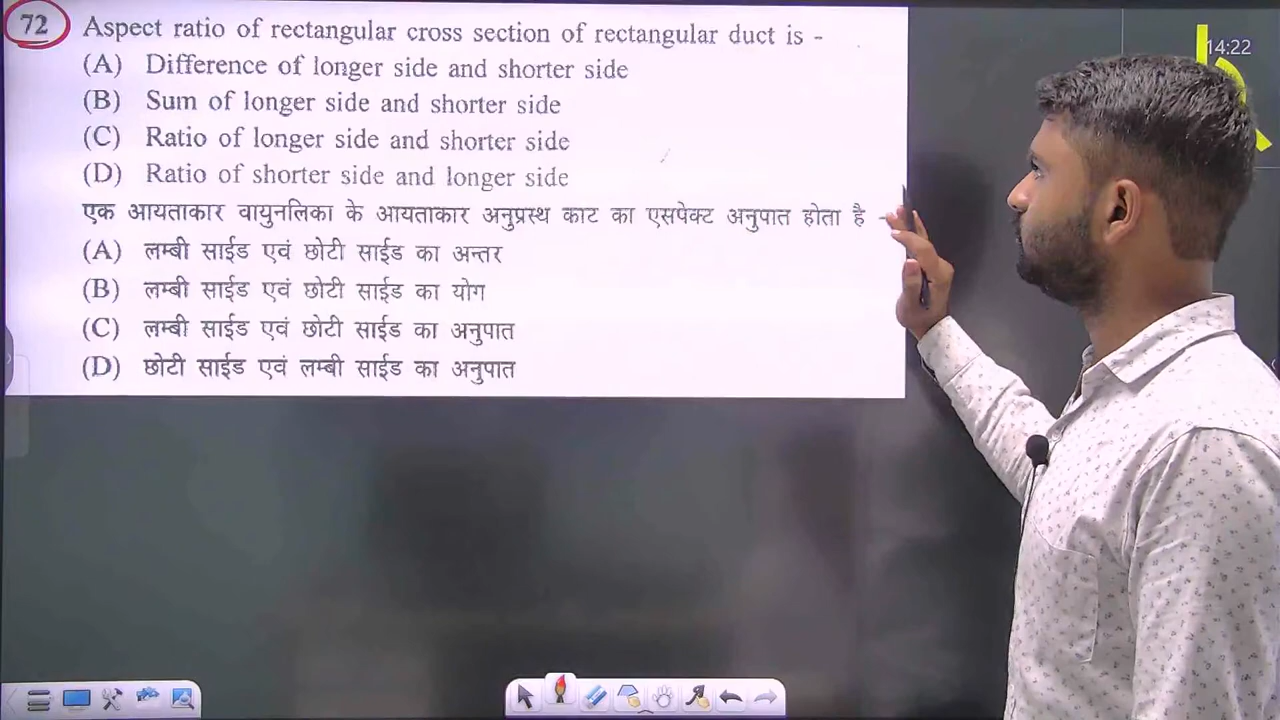 72 Aspect ratio of rectangular cross section of rectangular duct is -
(A) Difference of longer side and shorter side
(B) Sum of longer side and shorter side
(C) Ratio of longer side and shorter side
(D) Ratio of shorter side and longer side
एक आयताकार वायुनलिका के आयताकार अनुप्रस्थ काट का एसपेक्ट अनुपात होता है -
(A) लम्बी साईड एवं छोटी साईड का अन्तर
(B) लम्बी साईड एवं छोटी साईड का योग
(C) लम्बी साईड एवं छोटी साईड का अनुपात
(D) छोटी साईड एवं लम्बी साईड का अनुपात
14:22